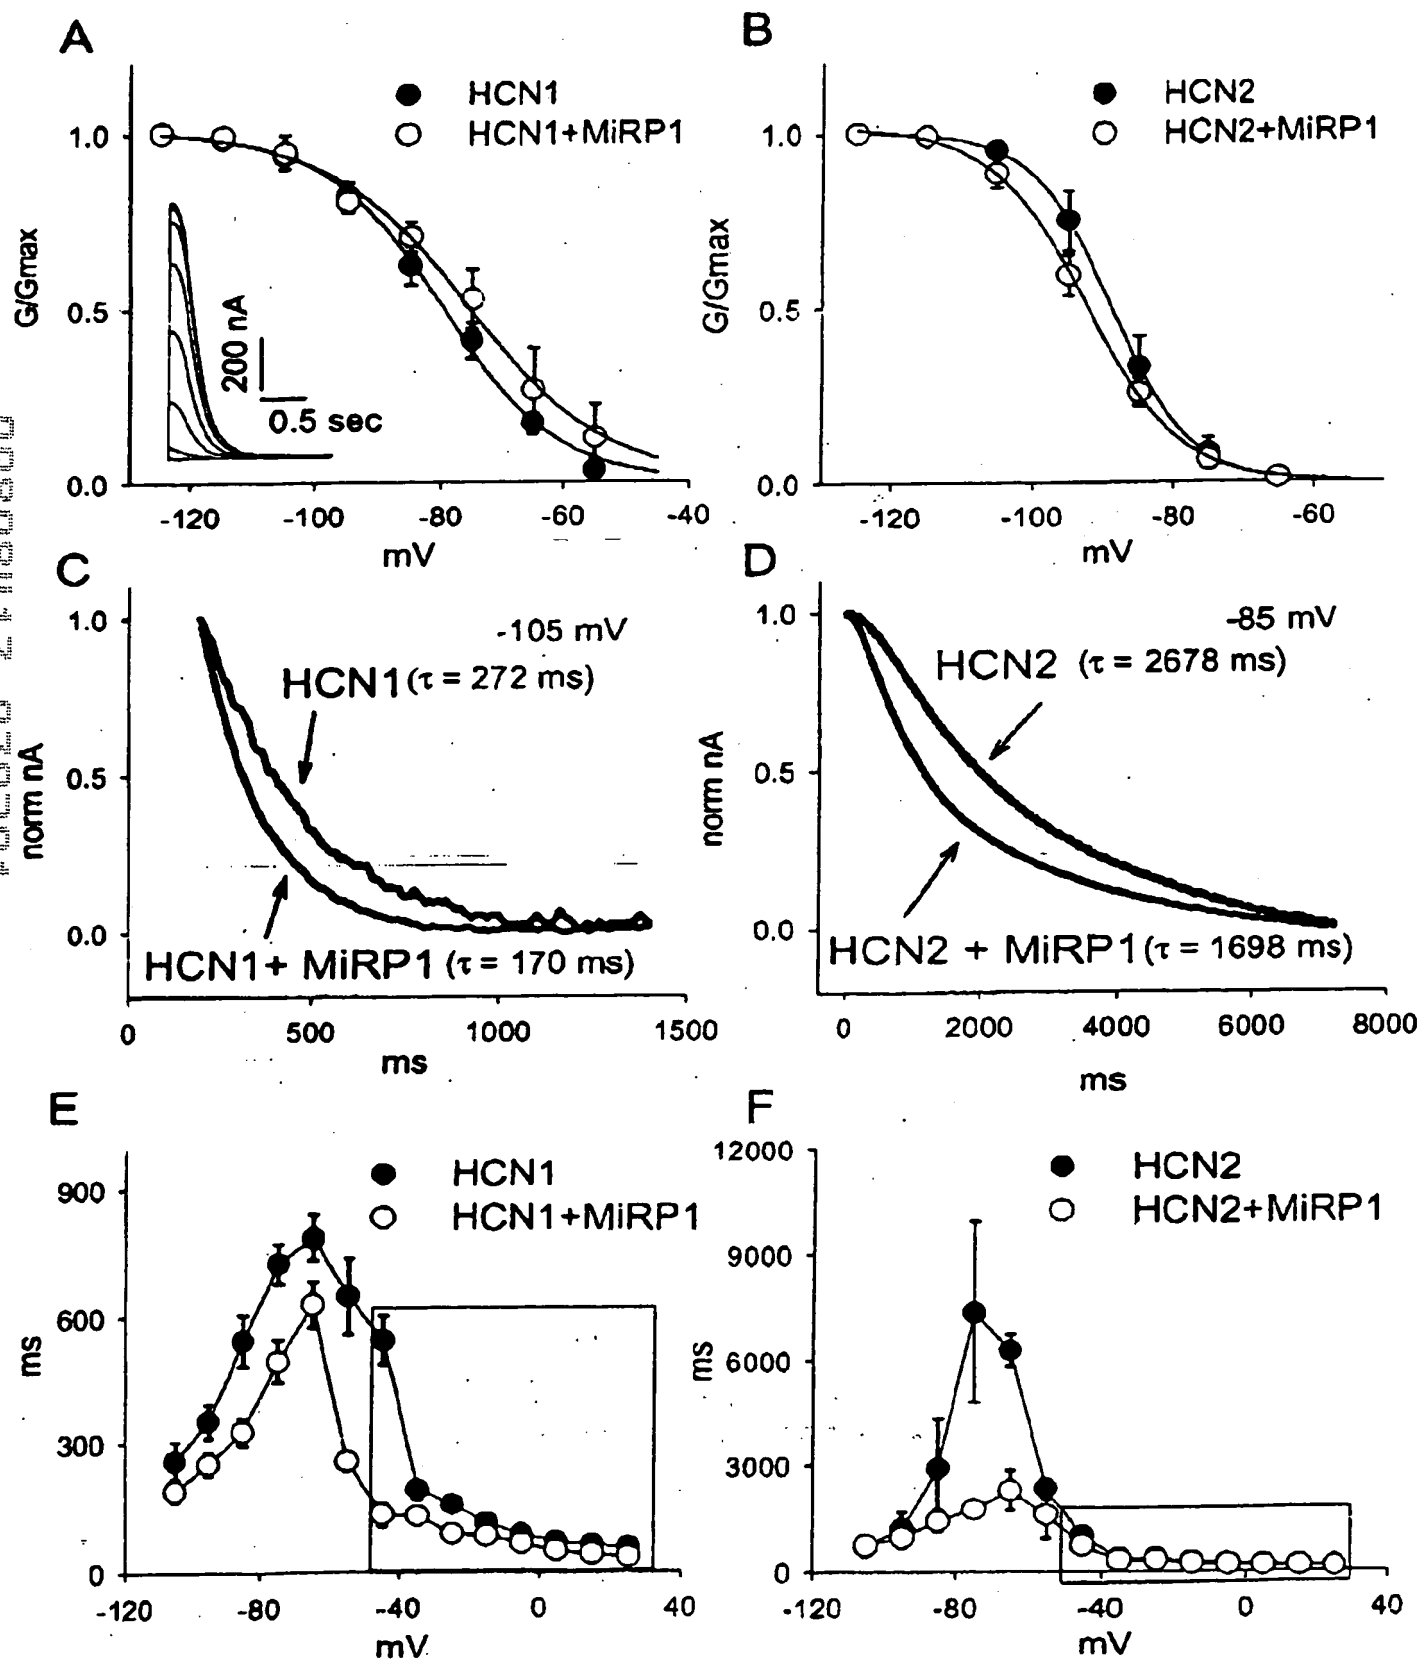 A
HCN1
HCN1+MiRP1
1.0
0.5
0.0
G/Gmax
200 nA
0.5 sec
-120 -100 -80 -60 -40
mV
B
HCN2
HCN2+MiRP1
1.0
0.5
0.0
G/Gmax
-120 -100 -80 -60
mV
C
1.0
0.5
0.0
norm nA
-105 mV
HCN1 (τ = 272 ms)
HCN1+ MiRP1 (τ = 170 ms)
0 500 1000 1500
ms
D
1.0
0.5
0.0
norm nA
-85 mV
HCN2 (τ = 2678 ms)
HCN2 + MiRP1 (τ = 1698 ms)
0 2000 4000 6000 8000
ms
E
HCN1
HCN1+MiRP1
900
600
300
0
ms
-120 -80 -40 0 40
mV
F
HCN2
HCN2+MiRP1
12000
9000
6000
3000
0
ms
-120 -80 -40 0 40
mV